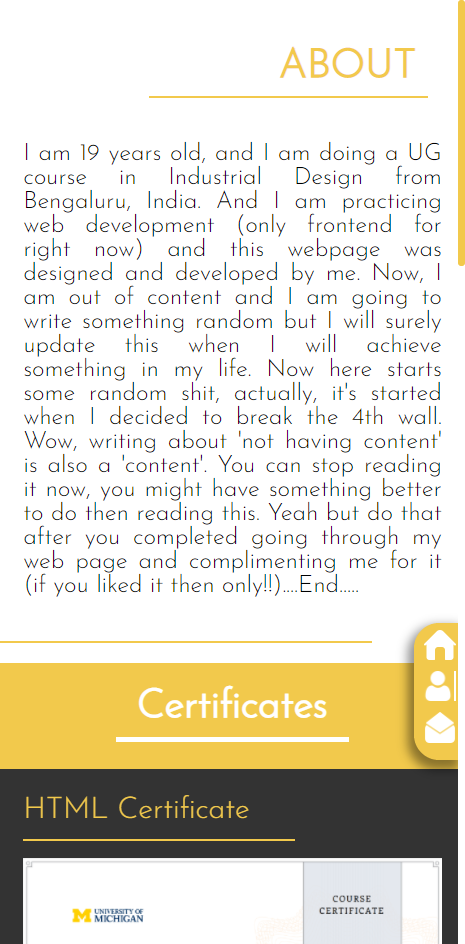 ABOUT
I am 19 years old, and I am doing a UG
course in Industrial Design from
Bengaluru, India. And I am practicing
web development (only frontend for
right now) and this webpage was
designed and developed by me. Now, I
am out of content and I am going to
write something random but I will surely
update this when I will achieve
something in my life. Now here starts
some random shit, actually, it's started
when I decided to break the 4th wall.
Wow, writing about 'not having content'
is also a 'content'. You can stop reading
it now, you might have something better
to do then reading this. Yeah but do that
after you completed going through my
web page and complimenting me for it
(if you liked it then only!!)....End.....
Certificates
HTML Certificate
UNIVERSITY OF
MICHIGAN
COURSE
CERTIFICATE